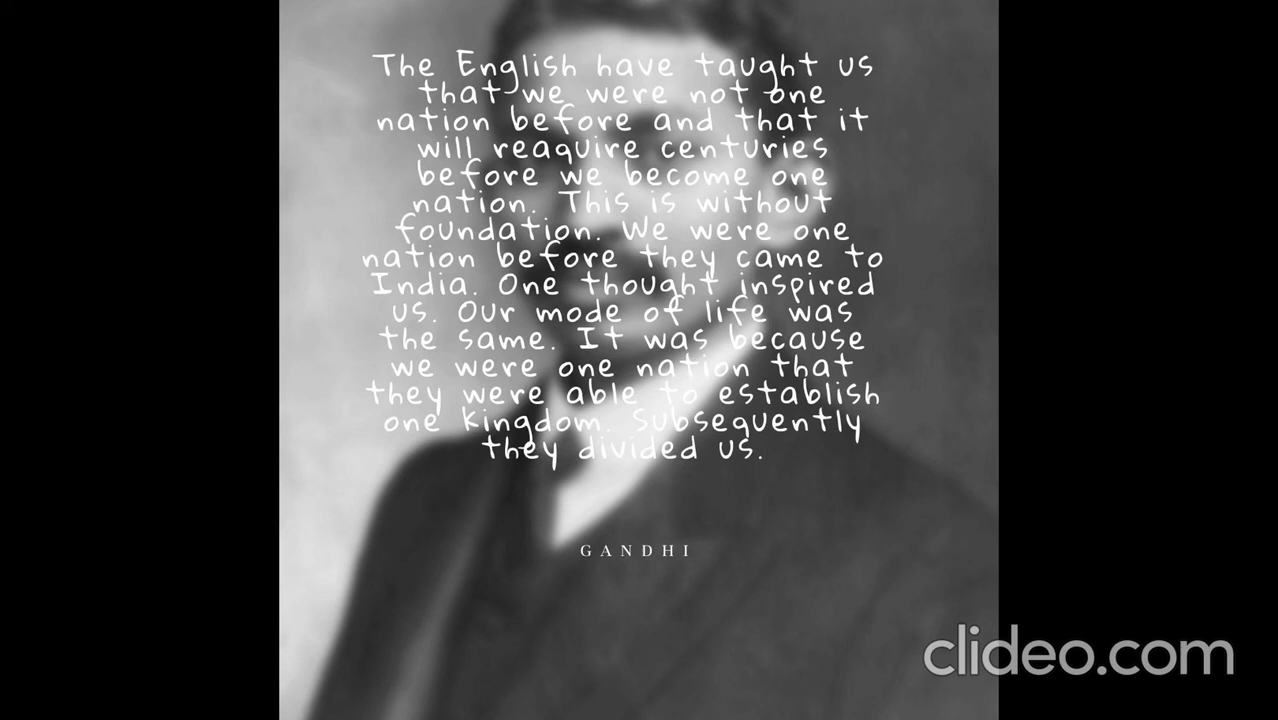 The English have taught us
that we were not one
nation before and that it
will reaquire centuries
before we become one
nation. This is without
foundation. We were one
nation before they came to
India. One thought inspired
us. Our mode of life was
the same. It was because
we were one nation that
they were able to establish
one kingdom. Subsequently
they divided us.
GANDHI
clideo.com